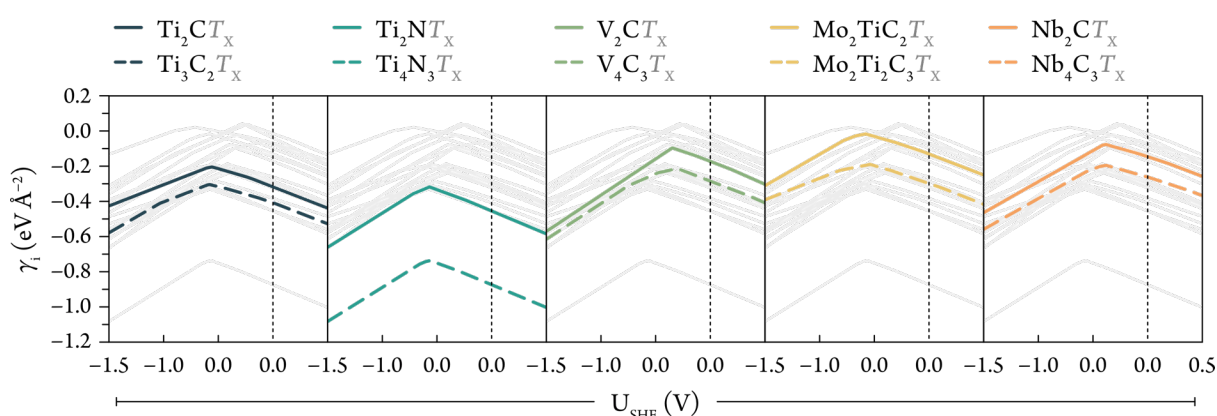 Ti₂CTₓ Ti₂NTₓ V₂CTₓ Mo₂TiC₂Tₓ Nb₂CTₓ
Ti₃C₂Tₓ Ti₄N₃Tₓ V₄C₃Tₓ Mo₂Ti₂C₃Tₓ Nb₄C₃Tₓ
0.2
0.0
−0.2
−0.4
−0.6
−0.8
−1.0
−1.2
γᵢ (eV Å⁻²)
−1.5 −1.0 0.0 0.0 −1.5 −1.0 0.0 0.0 −1.5 −1.0 0.0 0.0 −1.5 −1.0 0.0 0.0 −1.5 −1.0 0.0 0.0 0.5
U_SHE (V)